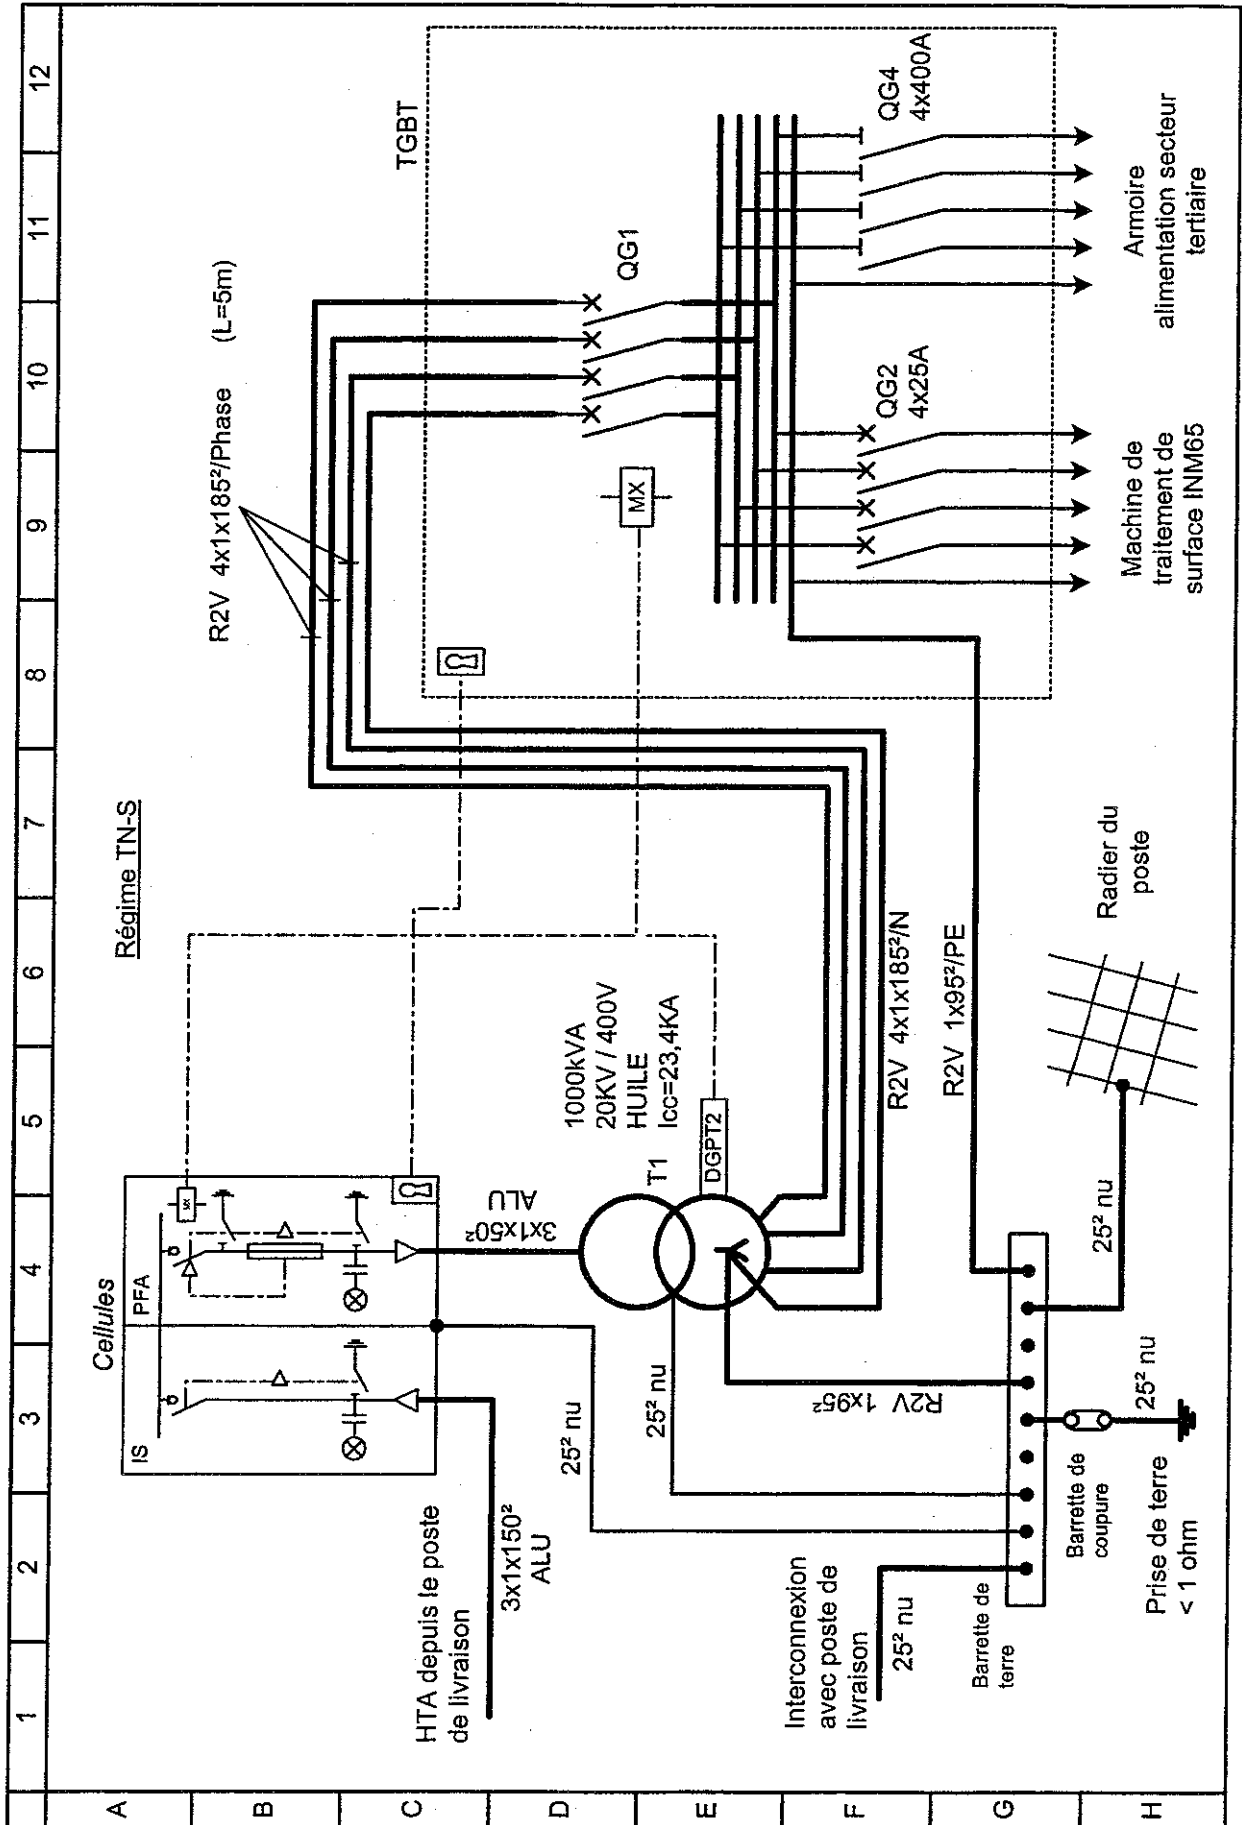 1
2
3
4
5
6
7
8
9
10
11
12
A
B
C
D
E
F
G
H
Régime TN-S
Cellules
IS
PFA
MX
HTA depuis le poste
de livraison
3x1x150²
ALU
3x1x50²
ALU
T1
1000kVA
20KV / 400V
HUILE
Icc=23,4KA
DGPT2
R2V 4x1x185²/Phase (L=5m)
TGBT
MX
QG1
QG2
4x25A
QG4
4x400A
Machine de
traitement de
surface INM65
Armoire
alimentation secteur
tertiaire
R2V 4x1x185²/N
R2V 1x95²/PE
25² nu
25² nu
R2V 1x95²
Interconnexion
avec poste de
livraison
25² nu
Barrette de
terre
Barrette de
coupure
Prise de terre
< 1 ohm
25² nu
25² nu
Radier du
poste